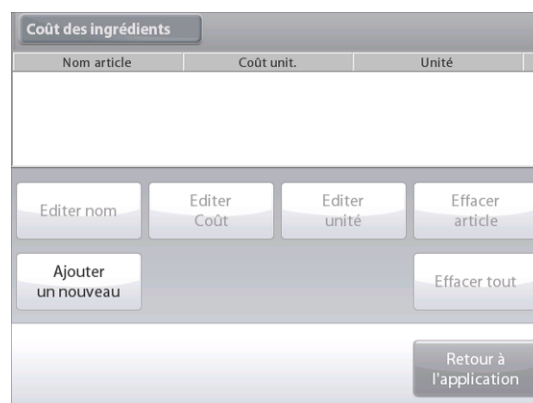 Coût des ingrédients
Nom article Coût unit. Unité
Editer nom
Editer
Coût
Editer
unité
Effacer
article
Ajouter
un nouveau
Effacer tout
Retour à
l'application